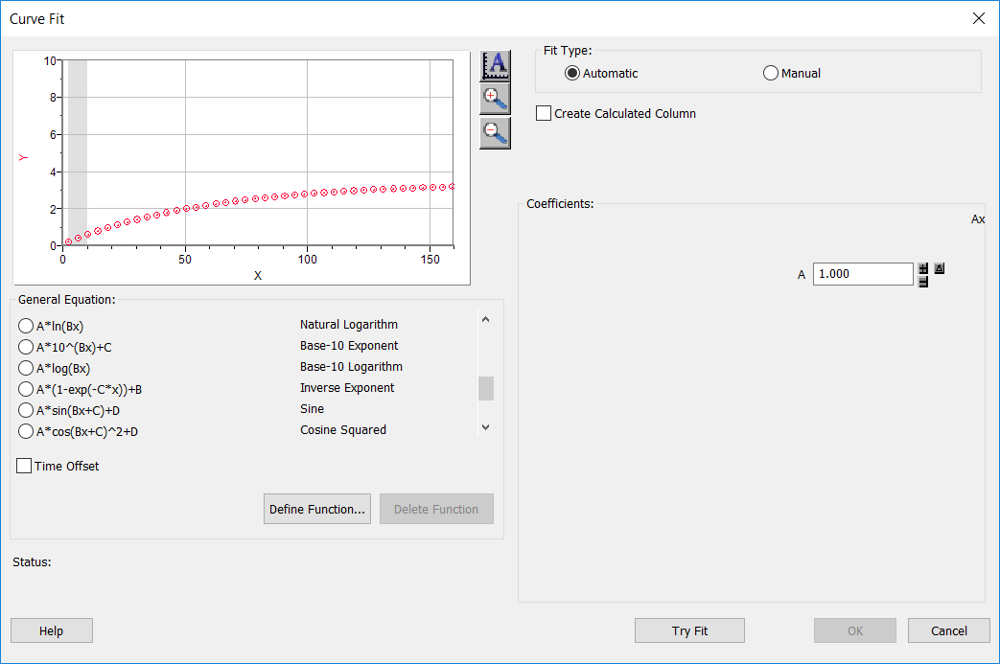 Curve Fit
10
8
6
4
2
0
Y
0 50 100 150
X
A
Fit Type:
Automatic Manual
Create Calculated Column
Coefficients:
Ax
A 1.000
General Equation:
A*ln(Bx) Natural Logarithm
A*10^(Bx)+C Base-10 Exponent
A*log(Bx) Base-10 Logarithm
A*(1-exp(-C*x))+B Inverse Exponent
A*sin(Bx+C)+D Sine
A*cos(Bx+C)^2+D Cosine Squared
Time Offset
Define Function... Delete Function
Status:
Help Try Fit OK Cancel